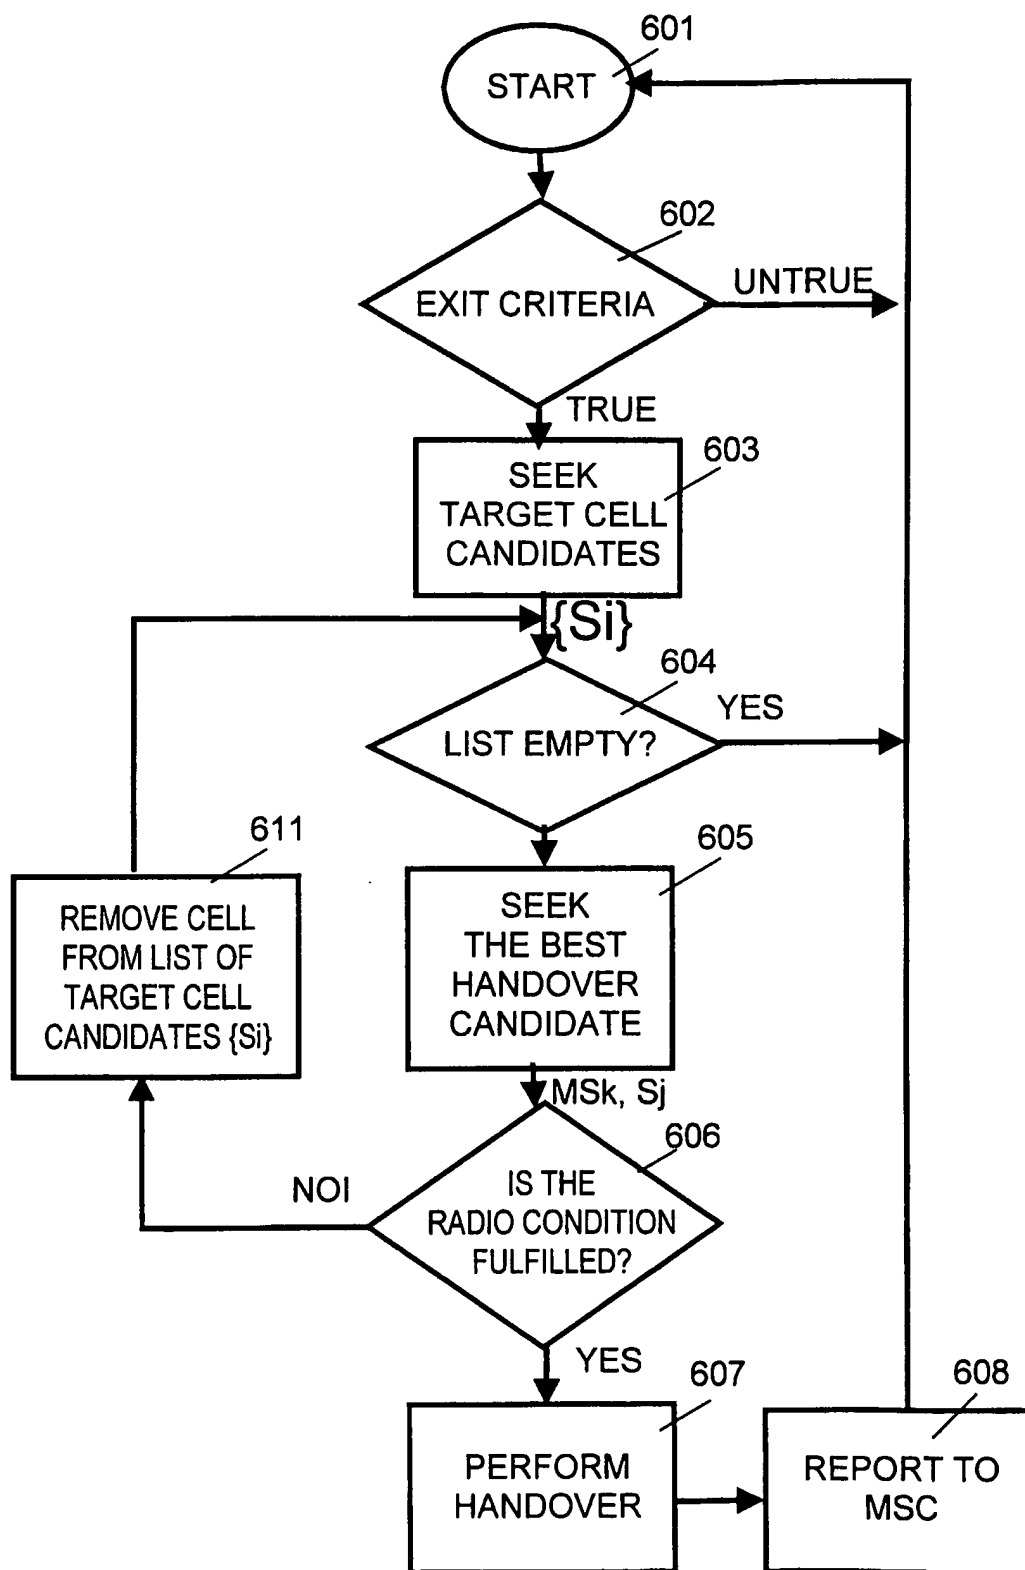 601
START
602
EXIT CRITERIA
UNTRUE
TRUE
603
SEEK
TARGET CELL
CANDIDATES
{Si}
604
LIST EMPTY?
YES
611
REMOVE CELL
FROM LIST OF
TARGET CELL
CANDIDATES {Si}
605
SEEK
THE BEST
HANDOVER
CANDIDATE
MSk, Sj
606
NOI
IS THE
RADIO CONDITION
FULFILLED?
YES
607
PERFORM
HANDOVER
608
REPORT TO
MSC